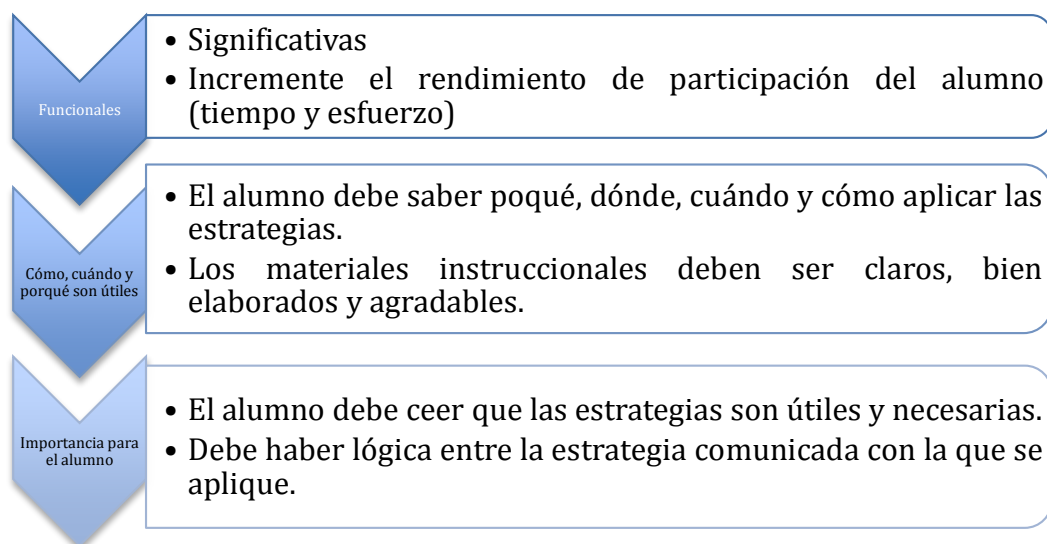 Funcionales
• Significativas
• Incremente el rendimiento de participación del alumno
(tiempo y esfuerzo)
Cómo, cuándo y
porqué son útiles
• El alumno debe saber poqué, dónde, cuándo y cómo aplicar las
estrategias.
• Los materiales instruccionales deben ser claros, bien
elaborados y agradables.
Importancia para
el alumno
• El alumno debe ceer que las estrategias son útiles y necesarias.
• Debe haber lógica entre la estrategia comunicada con la que se
aplique.